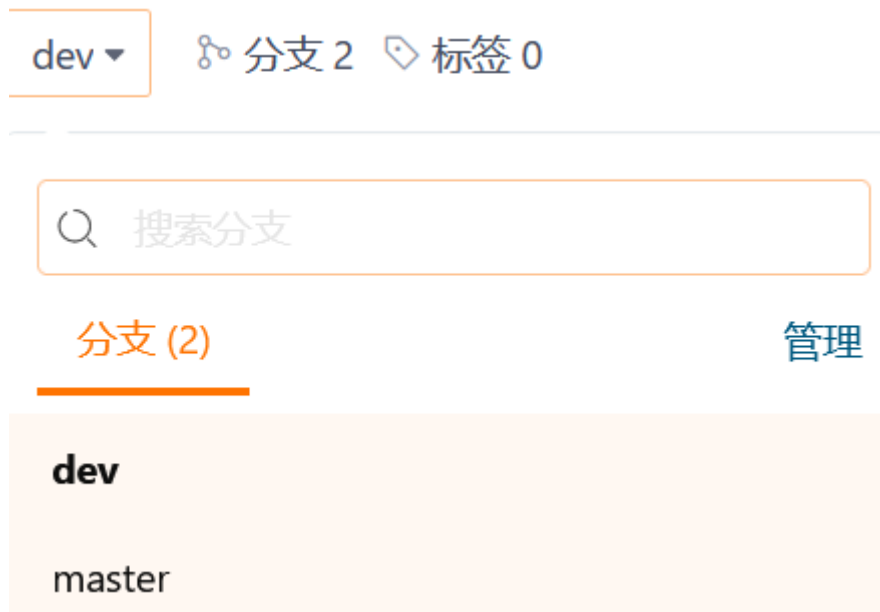 dev 分支 2 标签 0
搜索分支
分支 (2) 管理
dev
master